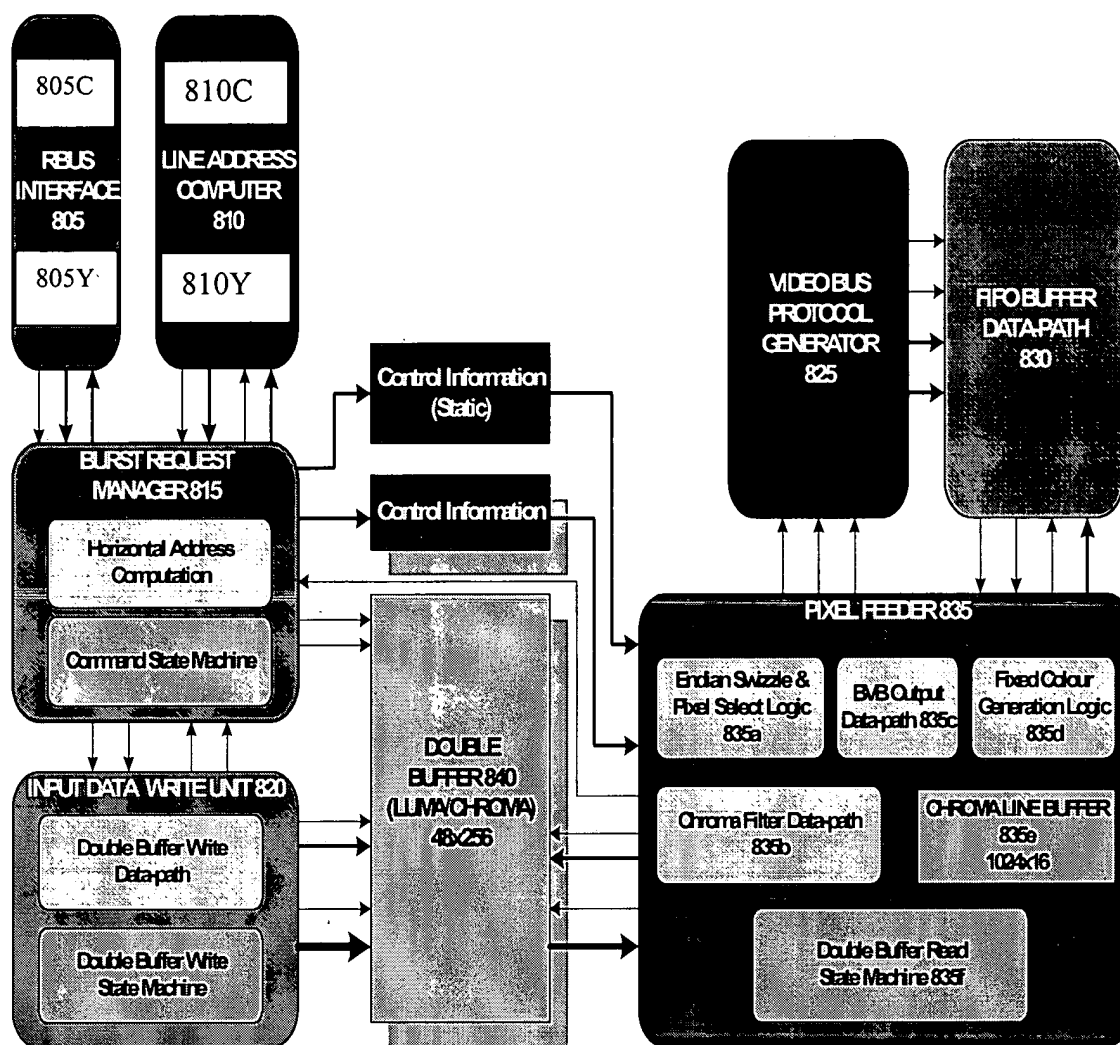 805C
RBUS
INTERFACE
805
805Y
810C
LINE ADDRESS
COMPUTER
810
810Y
VIDEO BUS
PROTOCOL
GENERATOR
825
FIFO BUFFER
DATA-PATH
830
Control Information
(Static)
Control Information
BURST REQUEST
MANAGER 815
Horizontal Address
Computation
Command State Machine
INPUT DATA WRITE UNIT 820
Double Buffer Write
Data-path
Double Buffer Write
State Machine
DOUBLE
BUFFER 840
(LUMA/CHROMA)
48x256
PIXEL FEEDER 835
Endian Swizzle &
Pixel Select Logic
835a
BVB Output
Data-path 835c
Fixed Colour
Generation Logic
835d
Chroma Filter Data-path
835b
CHROMA LINE BUFFER
835e
1024x16
Double Buffer Read
State Machine 835f